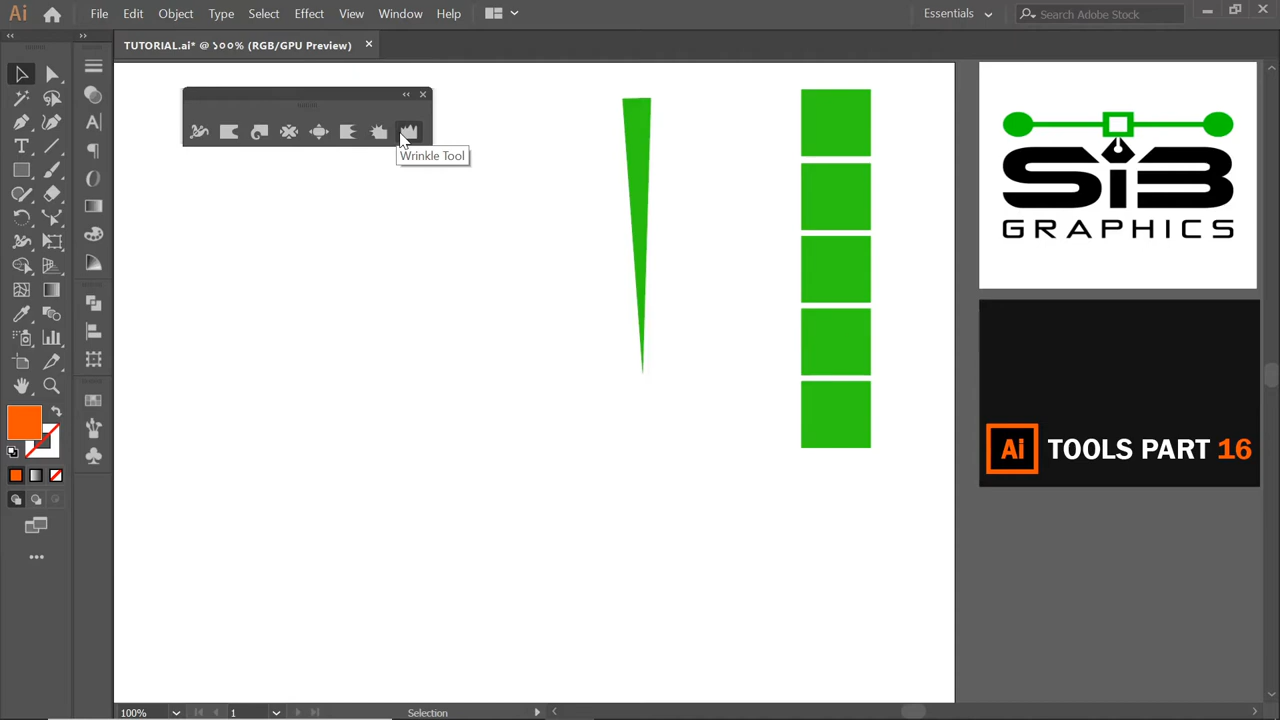 Ai File Edit Object Type Select Effect View Window Help Essentials Search Adobe Stock
TUTORIAL.ai* @ ১০০% (RGB/GPU Preview)
Wrinkle Tool
SiB
GRAPHICS
Ai TOOLS PART 16
100% 1 Selection